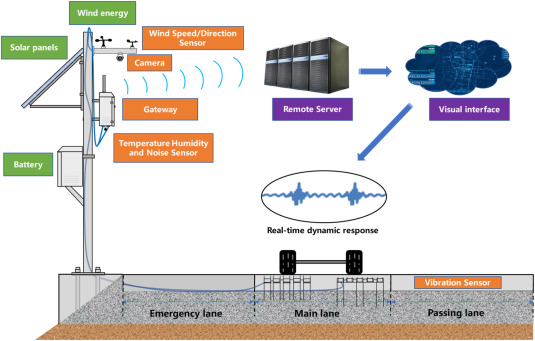 Wind energy
Solar panels
Wind Speed/Direction
Sensor
Camera
Gateway
Temperature Humidity
and Noise Sensor
Battery
Remote Server
Visual interface
Real-time dynamic response
Vibration Sensor
Emergency lane
Main lane
Passing lane